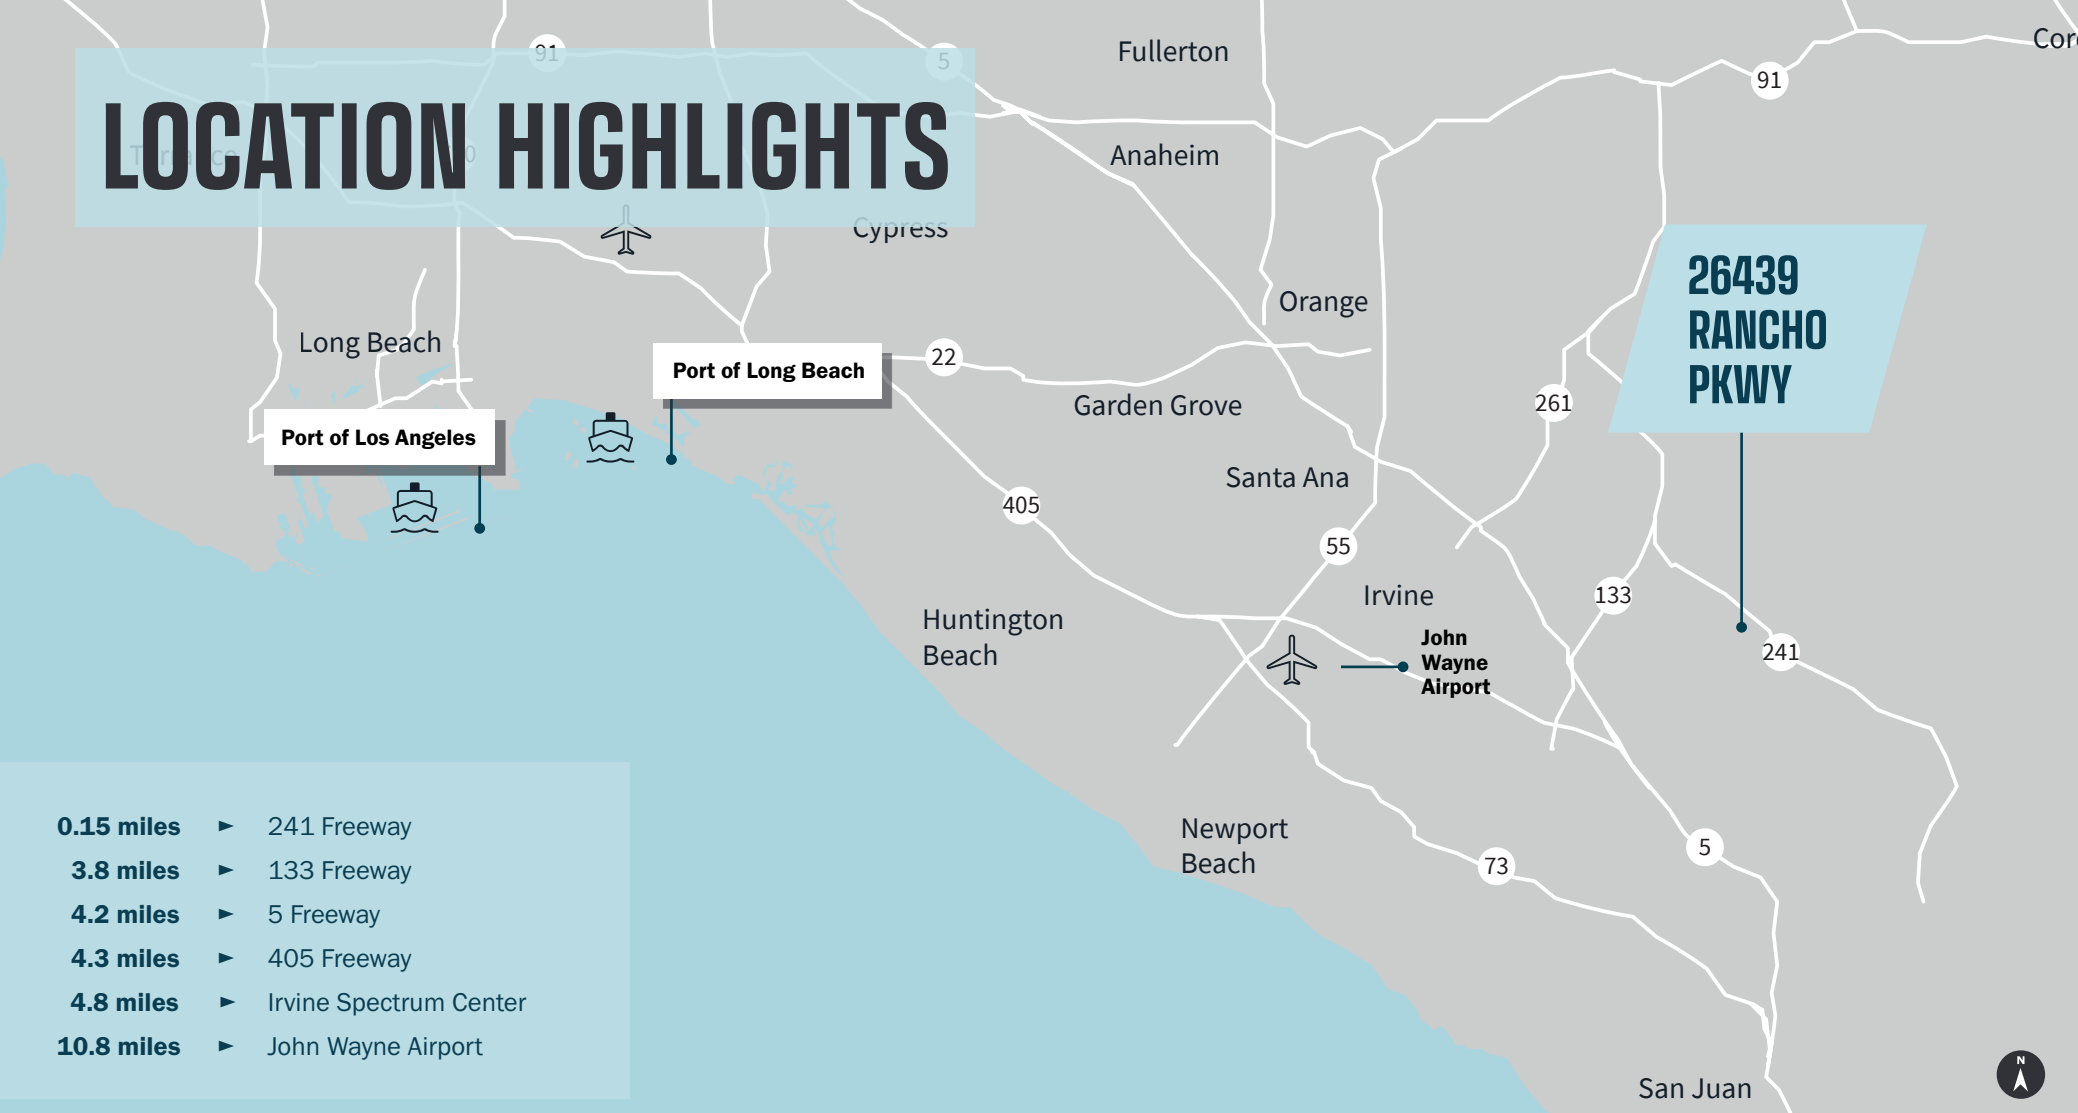 LOCATION HIGHLIGHTS
91
5
Fullerton
91
Torrance
Anaheim
Cypress
26439
RANCHO
PKWY
Orange
Long Beach
Port of Long Beach
22
Garden Grove
261
Port of Los Angeles
Santa Ana
405
55
Irvine
133
Huntington
Beach
John
Wayne
Airport
241
Newport
Beach
73
5
San Juan
N
0.15 miles ► 241 Freeway
3.8 miles ► 133 Freeway
4.2 miles ► 5 Freeway
4.3 miles ► 405 Freeway
4.8 miles ► Irvine Spectrum Center
10.8 miles ► John Wayne Airport